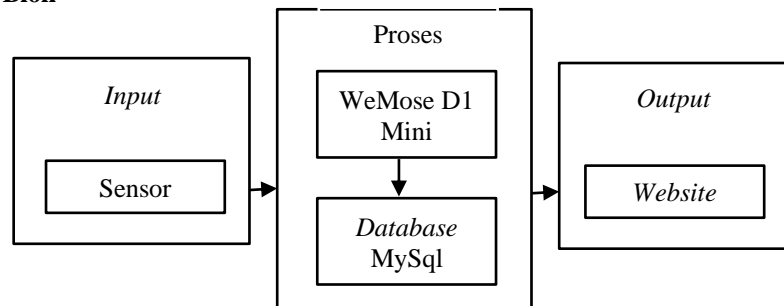 Input
Sensor
Proses
WeMose D1
Mini
Database
MySql
Output
Website